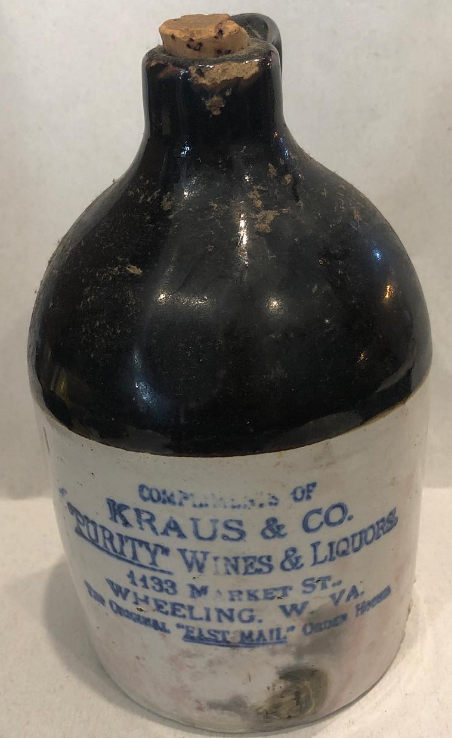 COMPLIMENTS OF
KRAUS & CO.
"PURITY" WINES & LIQUORS.
1133 MARKET ST.,
WHEELING, W. VA.
THE ORIGINAL "FAST MAIL" ORDER HOUSE